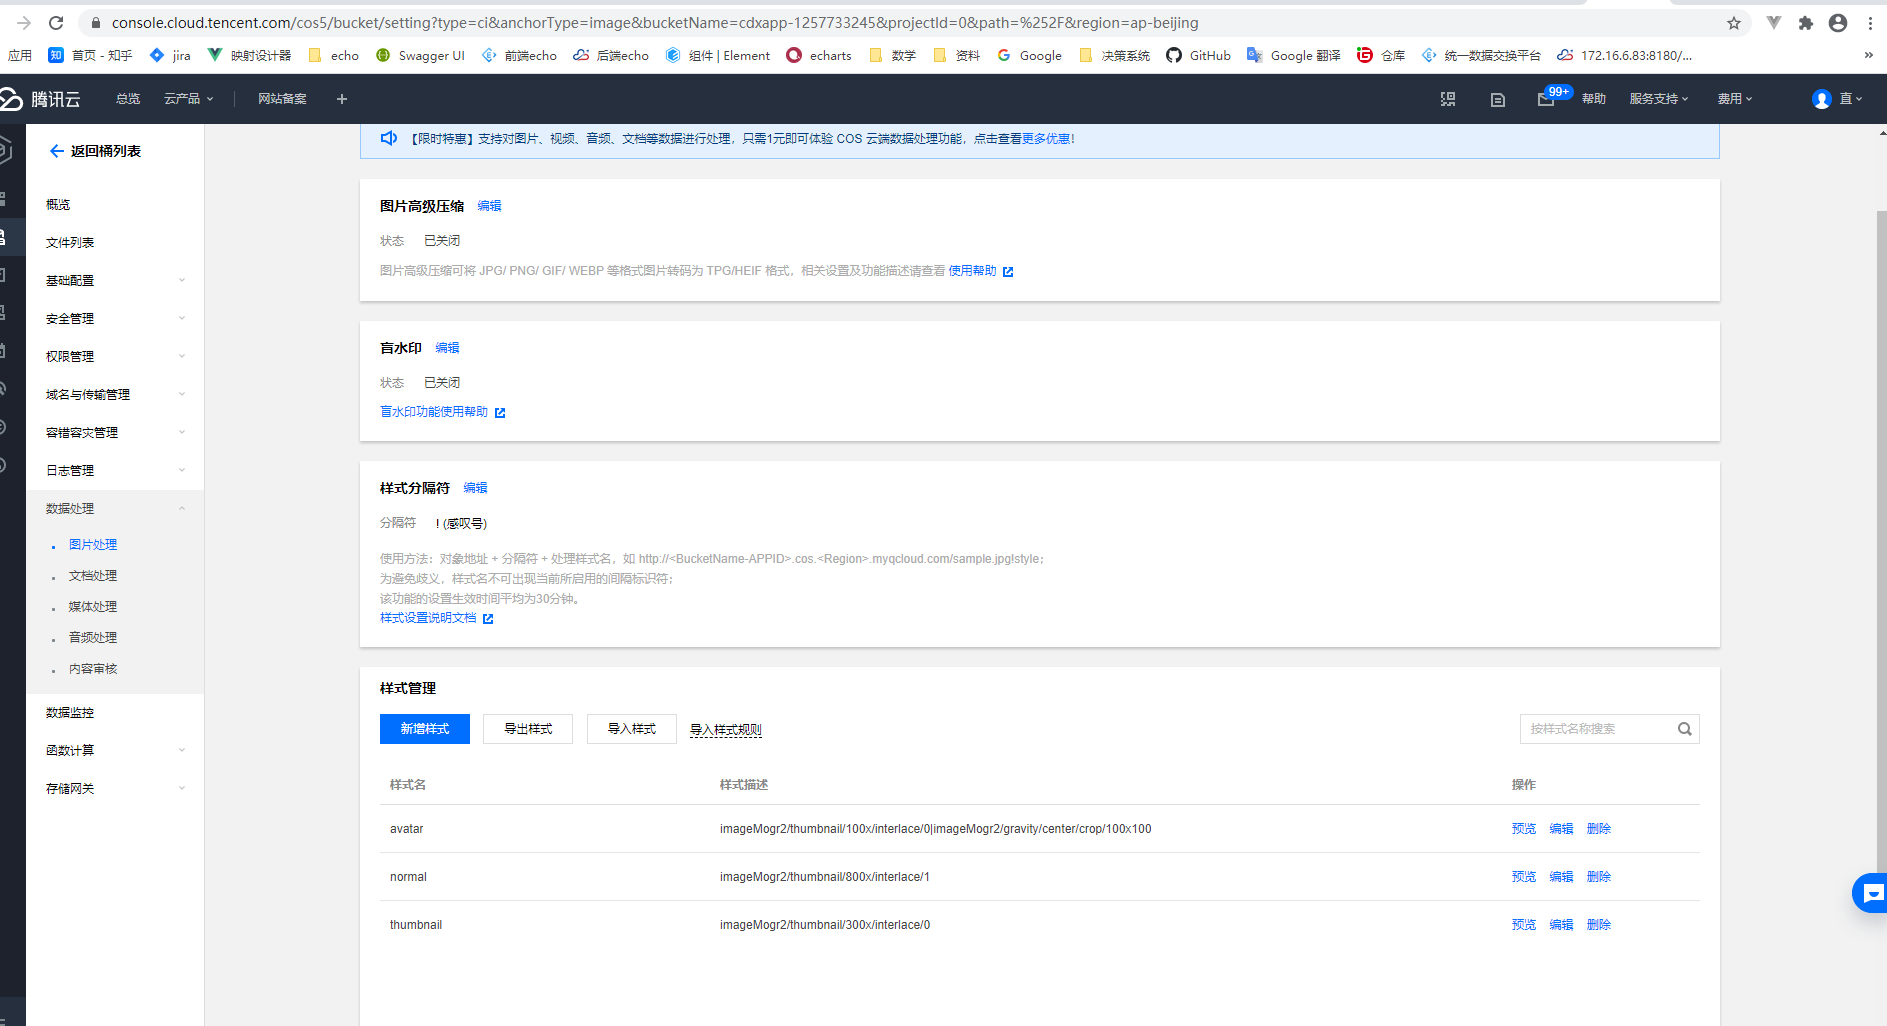 console.cloud.tencent.com/cos5/bucket/setting?type=ci&anchorType=image&bucketName=cdxapp-1257733245&projectId=0&path=%252F&region=ap-beijing
应用 知 首页 - 知乎 jira 映射设计器 echo Swagger UI 前端echo 后端echo 组件 | Element echarts 数学 资料 Google 决策系统 GitHub Google 翻译 仓库 统一数据交换平台 172.16.6.83:8180/... »
腾讯云 总览 云产品 网站备案 + 99+ 帮助 服务支持 费用 直
返回桶列表
概览
文件列表
基础配置
安全管理
权限管理
域名与传输管理
容错容灾管理
日志管理
数据处理
图片处理
文档处理
媒体处理
音频处理
内容审核
数据监控
函数计算
存储网关
【限时特惠】支持对图片、视频、音频、文档等数据进行处理，只需1元即可体验 COS 云端数据处理功能，点击查看更多优惠!
图片高级压缩 编辑
状态 已关闭
图片高级压缩可将 JPG/ PNG/ GIF/ WEBP 等格式图片转码为 TPG/HEIF 格式，相关设置及功能描述请查看 使用帮助
盲水印 编辑
状态 已关闭
盲水印功能使用帮助
样式分隔符 编辑
分隔符 ! (感叹号)
使用方法：对象地址 + 分隔符 + 处理样式名，如 http://<BucketName-APPID>.cos.<Region>.myqcloud.com/sample.jpg!style；
为避免歧义，样式名不可出现当前所启用的间隔标识符；
该功能的设置生效时间平均为30分钟。
样式设置说明文档
样式管理
新增样式 导出样式 导入样式 导入样式规则 按样式名称搜索
样式名 样式描述 操作
avatar imageMogr2/thumbnail/100x/interlace/0|imageMogr2/gravity/center/crop/100x100 预览 编辑 删除
normal imageMogr2/thumbnail/800x/interlace/1 预览 编辑 删除
thumbnail imageMogr2/thumbnail/300x/interlace/0 预览 编辑 删除